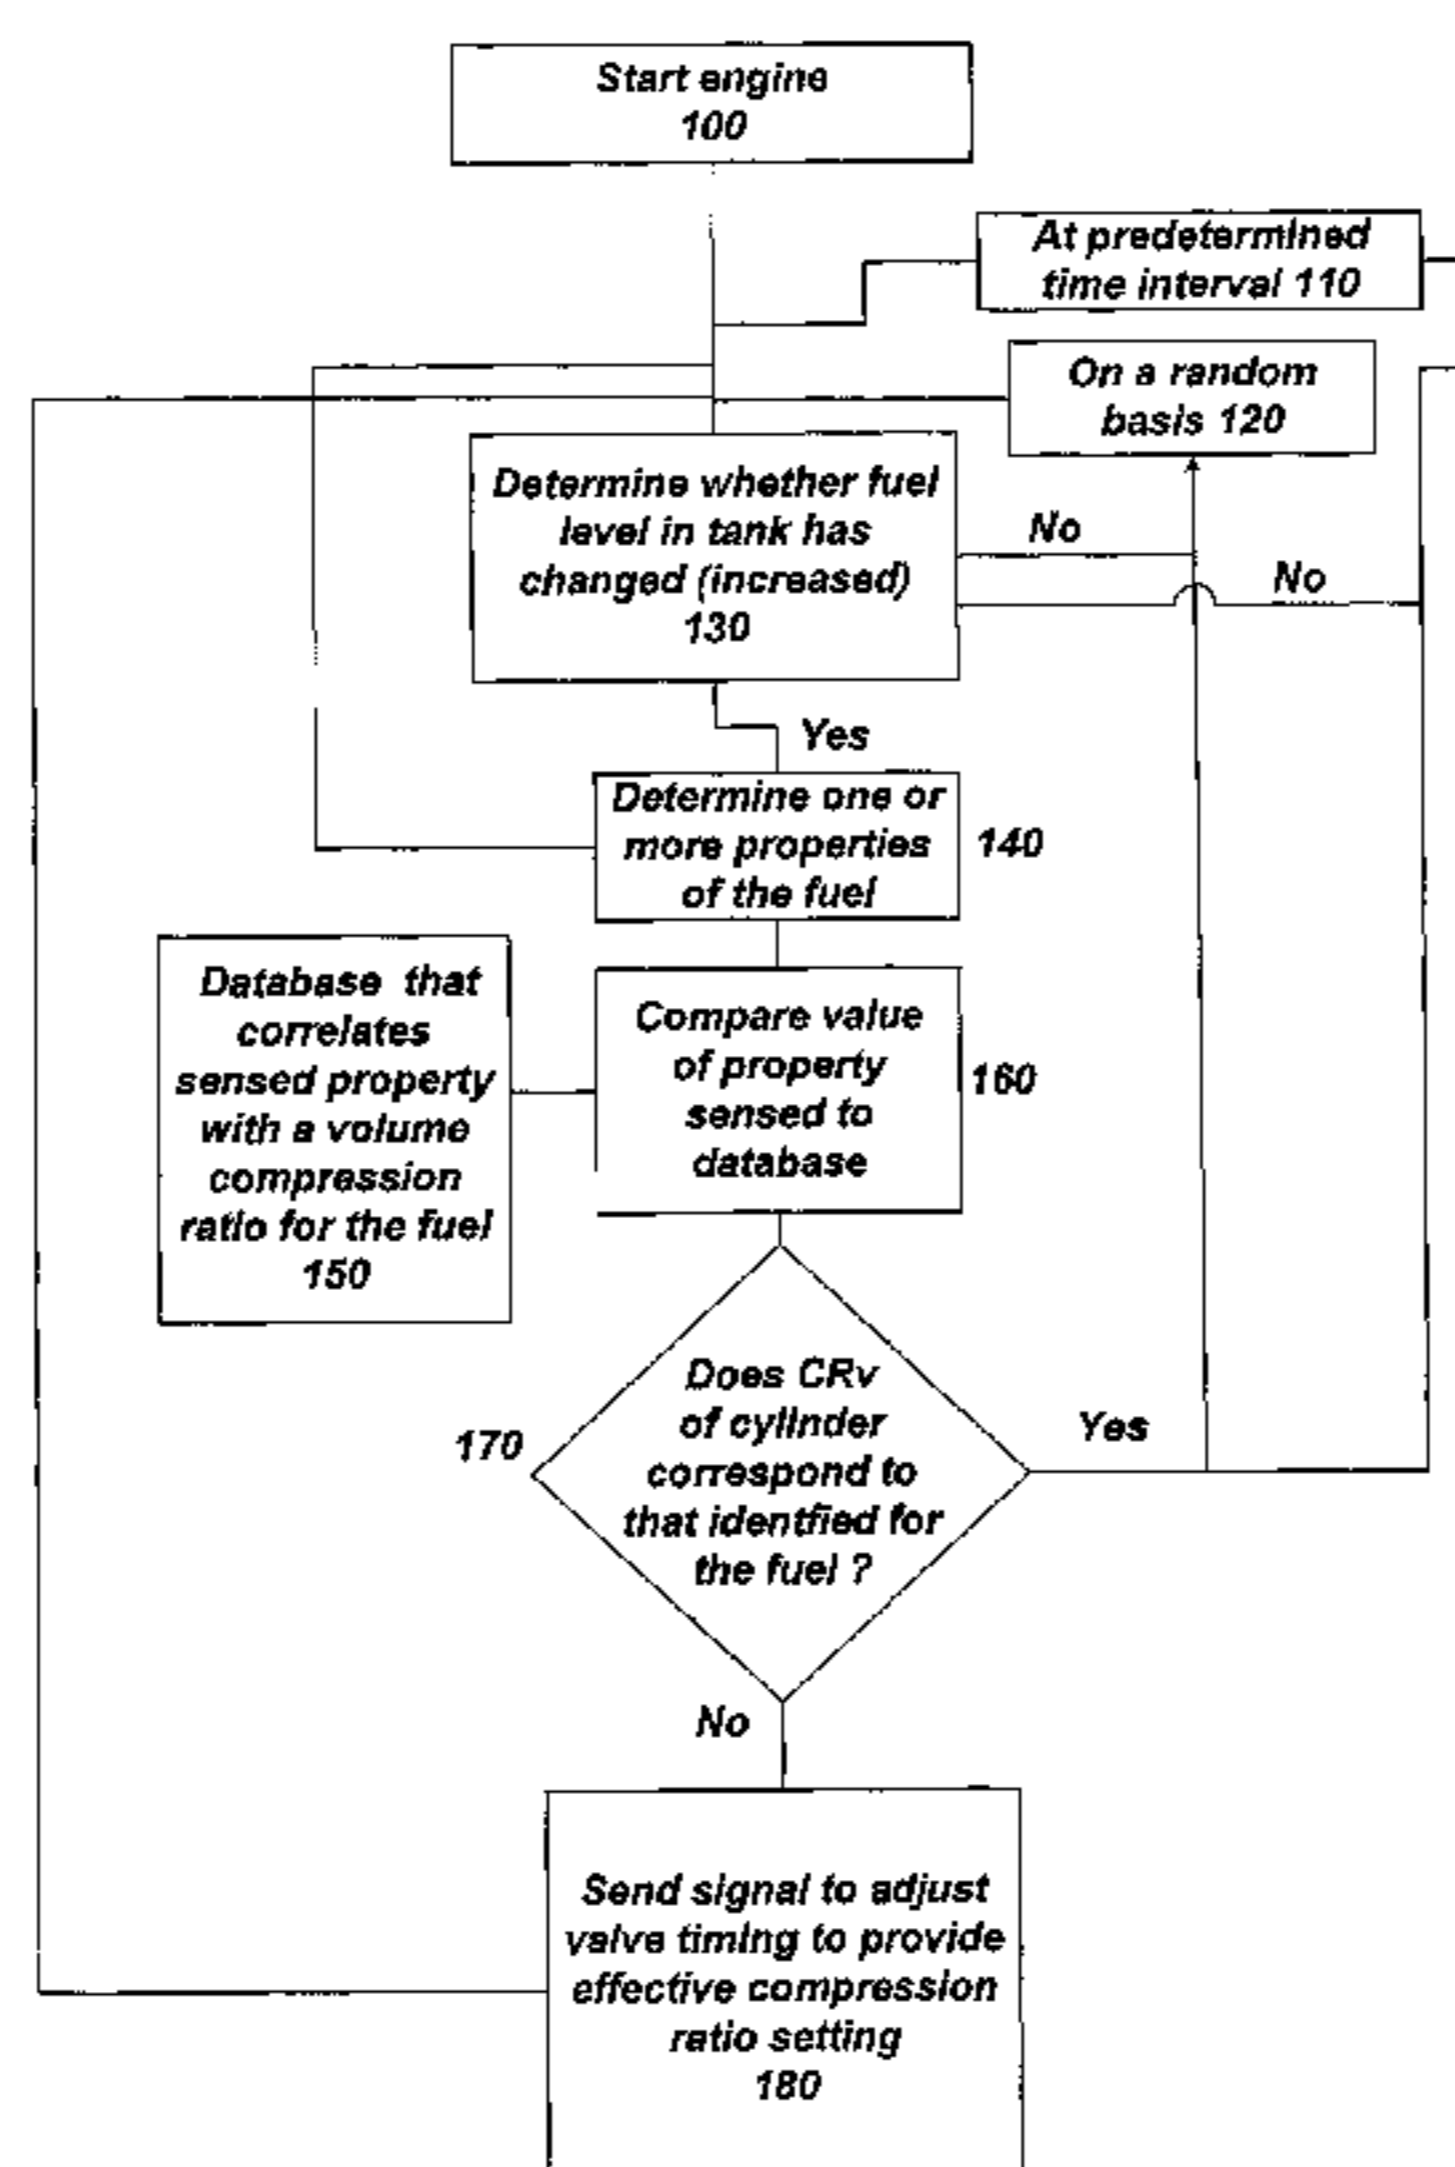 Start engine
100
At predetermined
time interval 110
On a random
basis 120
Determine whether fuel
level in tank has
changed (increased)
130
No
No
Yes
Determine one or
more properties
of the fuel
140
Database that
correlates
sensed property
with a volume
compression
ratio for the fuel
150
Compare value
of property
sensed to
database
160
Does CRv
of cylinder
correspond to
that identfied for
the fuel ?
170
Yes
No
Send signal to adjust
valve timing to provide
effective compression
ratio setting
180